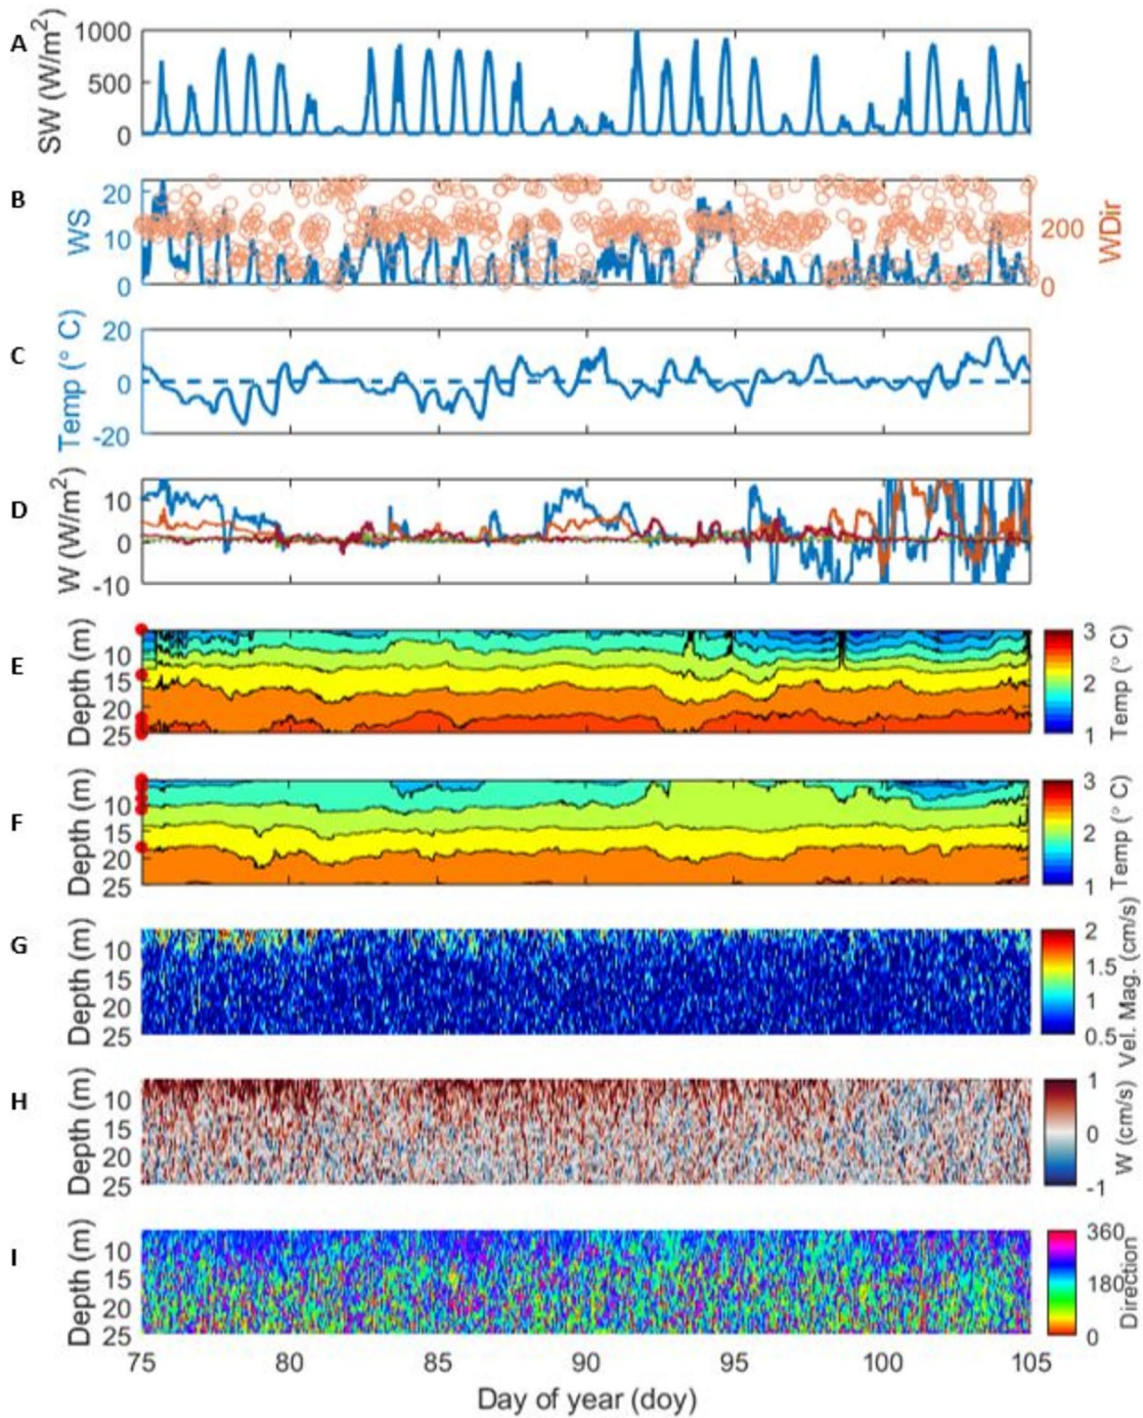 A
SW (W/m²)
1000
500
0
B
WS
20
10
0
200
0
WDir
C
Temp (° C)
20
0
-20
D
W (W/m²)
10
0
-10
E
Depth (m)
10
15
20
25
3
2
1
Temp (° C)
F
Depth (m)
10
15
20
25
3
2
1
Temp (° C)
G
Depth (m)
10
15
20
25
2
1.5
1
0.5
Vel. Mag. (cm/s)
H
Depth (m)
10
15
20
25
1
0
-1
W (cm/s)
I
Depth (m)
10
15
20
25
360
180
0
Direction
75 80 85 90 95 100 105
Day of year (doy)